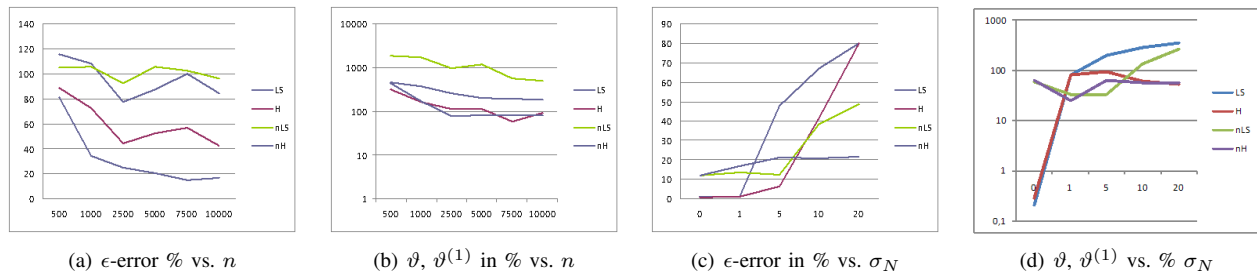 140
120
100
80
60
40
20
0
500 1000 2500 5000 7500 10000
LS
H
nLS
nH
(a) ϵ-error % vs. n
10000
1000
100
10
1
500 1000 2500 5000 7500 10000
LS
H
nLS
nH
(b) ϑ, ϑ(1) in % vs. n
90
80
70
60
50
40
30
20
10
0
0 1 5 10 20
LS
H
nLS
nH
(c) ϵ-error in % vs. σN
1000
100
10
1
0,1
0 1 5 10 20
LS
H
nLS
nH
(d) ϑ, ϑ(1) vs. % σN